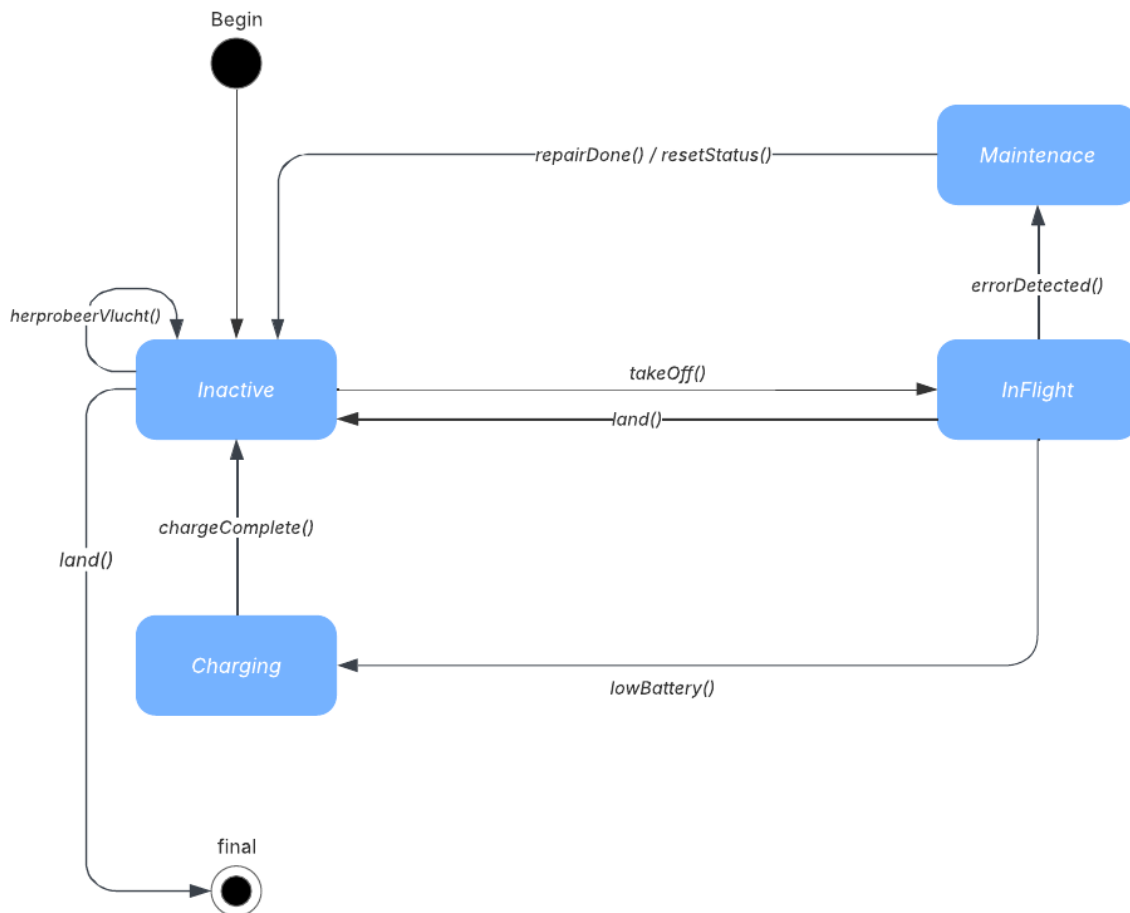 Begin
repairDone() / resetStatus()
Maintenace
errorDetected()
herprobeerVlucht()
Inactive
takeOff()
InFlight
land()
chargeComplete()
land()
Charging
lowBattery()
final